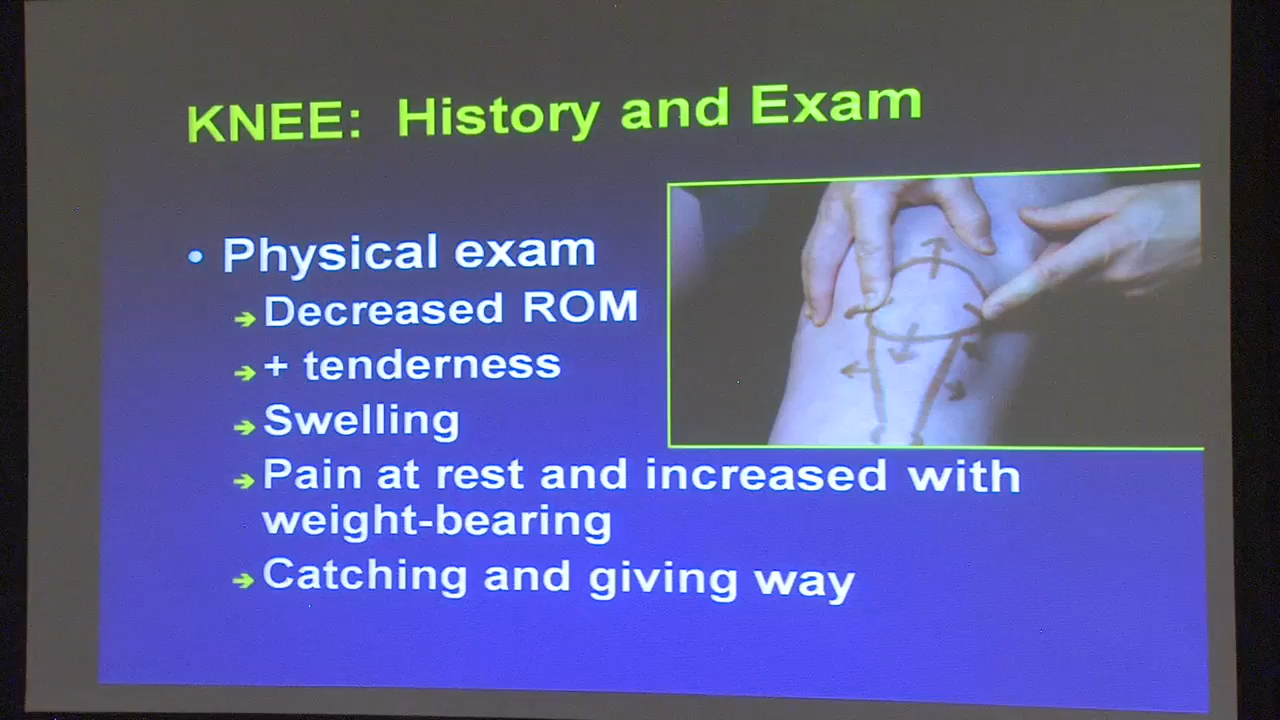 KNEE: History and Exam
• Physical exam
➔ Decreased ROM
➔ + tenderness
➔ Swelling
➔ Pain at rest and increased with
weight-bearing
➔ Catching and giving way